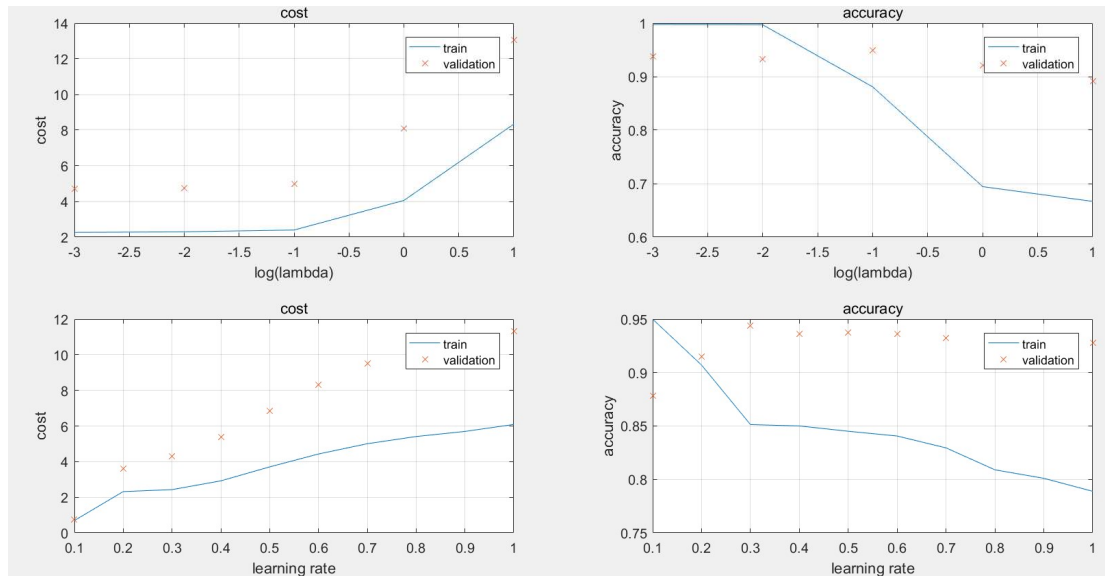 cost
14
12
10
8
6
4
2
cost
train
validation
-3 -2.5 -2 -1.5 -1 -0.5 0 0.5 1
log(lambda)
accuracy
1
0.9
0.8
0.7
0.6
accuracy
train
validation
-3 -2.5 -2 -1.5 -1 -0.5 0 0.5 1
log(lambda)
cost
12
10
8
6
4
2
0
cost
train
validation
0.1 0.2 0.3 0.4 0.5 0.6 0.7 0.8 0.9 1
learning rate
accuracy
0.95
0.9
0.85
0.8
0.75
accuracy
train
validation
0.1 0.2 0.3 0.4 0.5 0.6 0.7 0.8 0.9 1
learning rate